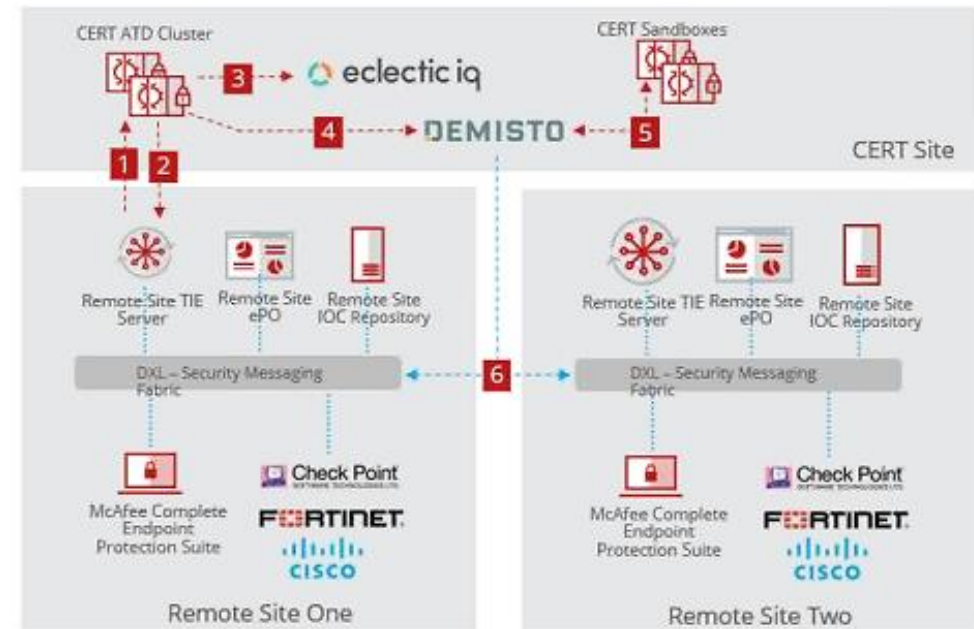 CERT ATD Cluster
CERT Sandboxes
3
eclectic iq
4
DEMISTO
5
CERT Site
1
2
Remote Site TIE
Server
Remote Site
ePO
Remote Site
IOC Repository
Remote Site TIE
Server
Remote Site
ePO
Remote Site
IOC Repository
DXL – Security Messaging
Fabric
6
DXL – Security Messaging
Fabric
McAfee Complete
Endpoint
Protection Suite
Check Point
SOFTWARE TECHNOLOGIES LTD.
FORTINET
CISCO
McAfee Complete
Endpoint
Protection Suite
Check Point
SOFTWARE TECHNOLOGIES LTD.
FORTINET
CISCO
Remote Site One
Remote Site Two